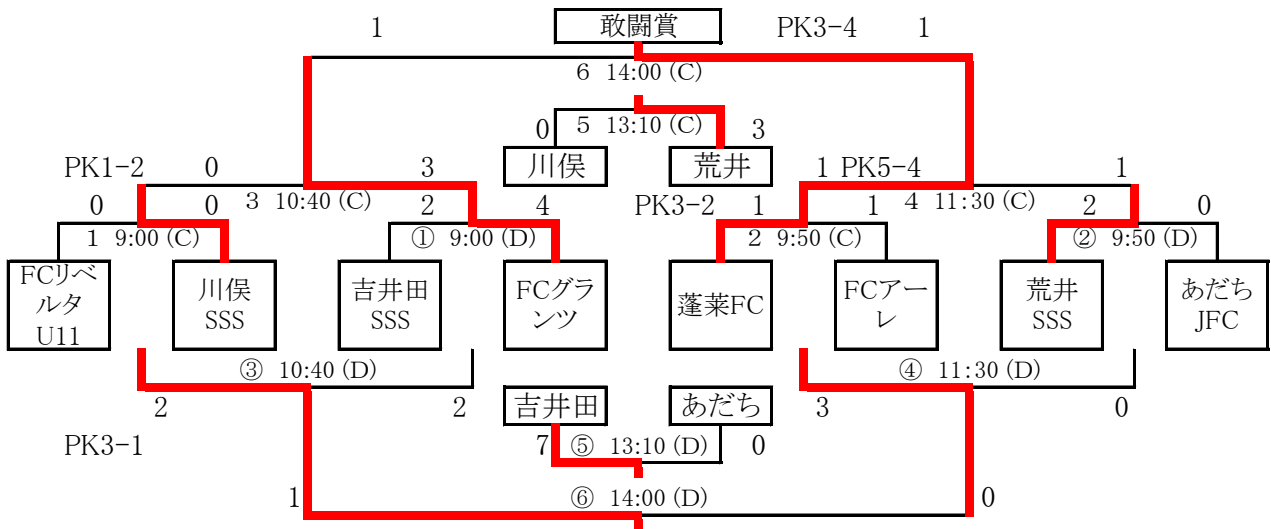 1 敢闘賞 PK3-4 1
6 14:00 (C)
0 5 13:10 (C) 3
PK1-2 0 3 川俣 荒井 1 PK5-4 1
0 0 3 10:40 (C) 2 4 PK3-2 1 1 4 11:30 (C) 2 0
1 9:00 (C) ① 9:00 (D) 2 9:50 (C) ② 9:50 (D)
FCリベ
ルタ
U11
川俣
SSS
吉井田
SSS
FCグラ
ンツ
蓬莱FC
FCアー
レ
荒井
SSS
あだち
JFC
③ 10:40 (D) ④ 11:30 (D)
2 2 吉井田 あだち 3 0
PK3-1 7 ⑤ 13:10 (D) 0
1 ⑥ 14:00 (D) 0